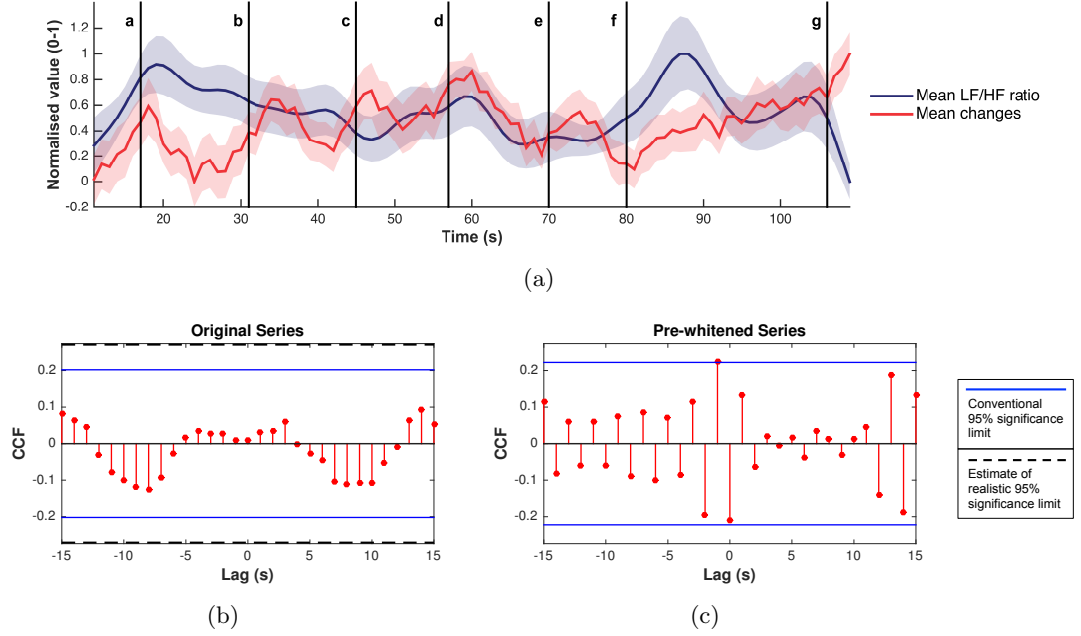 a b c d e f g
Normalised value (0-1)
1.2
1
0.8
0.6
0.4
0.2
0
-0.2
20 30 40 50 60 70 80 90 100
Time (s)
Mean LF/HF ratio
Mean changes
(a)
Original Series
CCF
0.2
0.1
0
-0.1
-0.2
-15 -10 -5 0 5 10 15
Lag (s)
(b)
Pre-whitened Series
CCF
0.2
0.1
0
-0.1
-0.2
-15 -10 -5 0 5 10 15
Lag (s)
(c)
Conventional
95% significance
limit
Estimate of
realistic 95%
significance limit